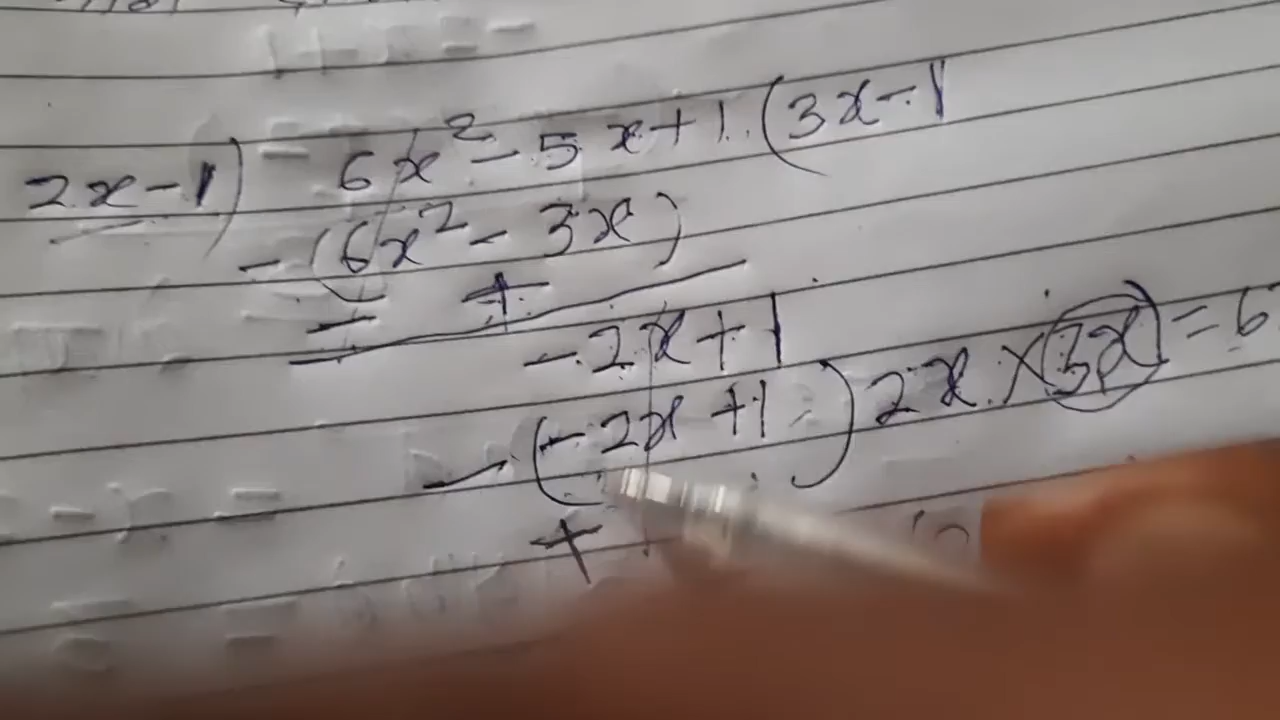 2x-1) 6x²-5x+1 (3x-1
-(6x²-3x)
- +
-2x+1
-(-2x+1) 2x×(3x)=6
+